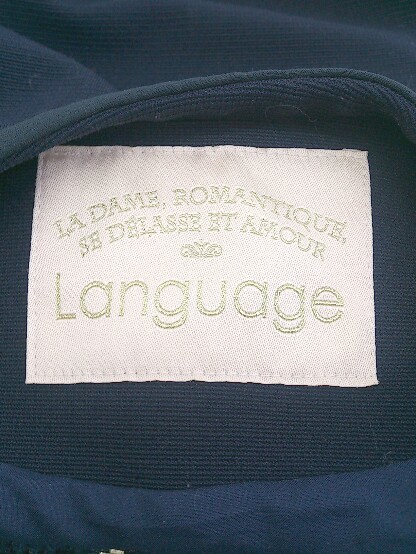 LA DAME, ROMANTIQUE,
SE DÉLASSE ET AMOUR
Language